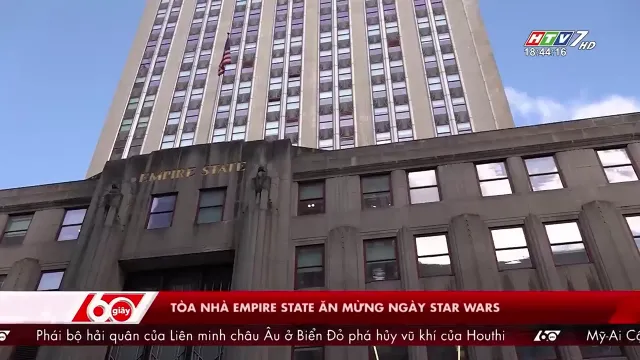 HTV7 HD
18:44:16
EMPIRE STATE
60 giây
TÒA NHÀ EMPIRE STATE ĂN MỪNG NGÀY STAR WARS
Phái bộ hải quân của Liên minh châu Âu ở Biển Đỏ phá hủy vũ khí của Houthi
60
Mỹ-Ai C